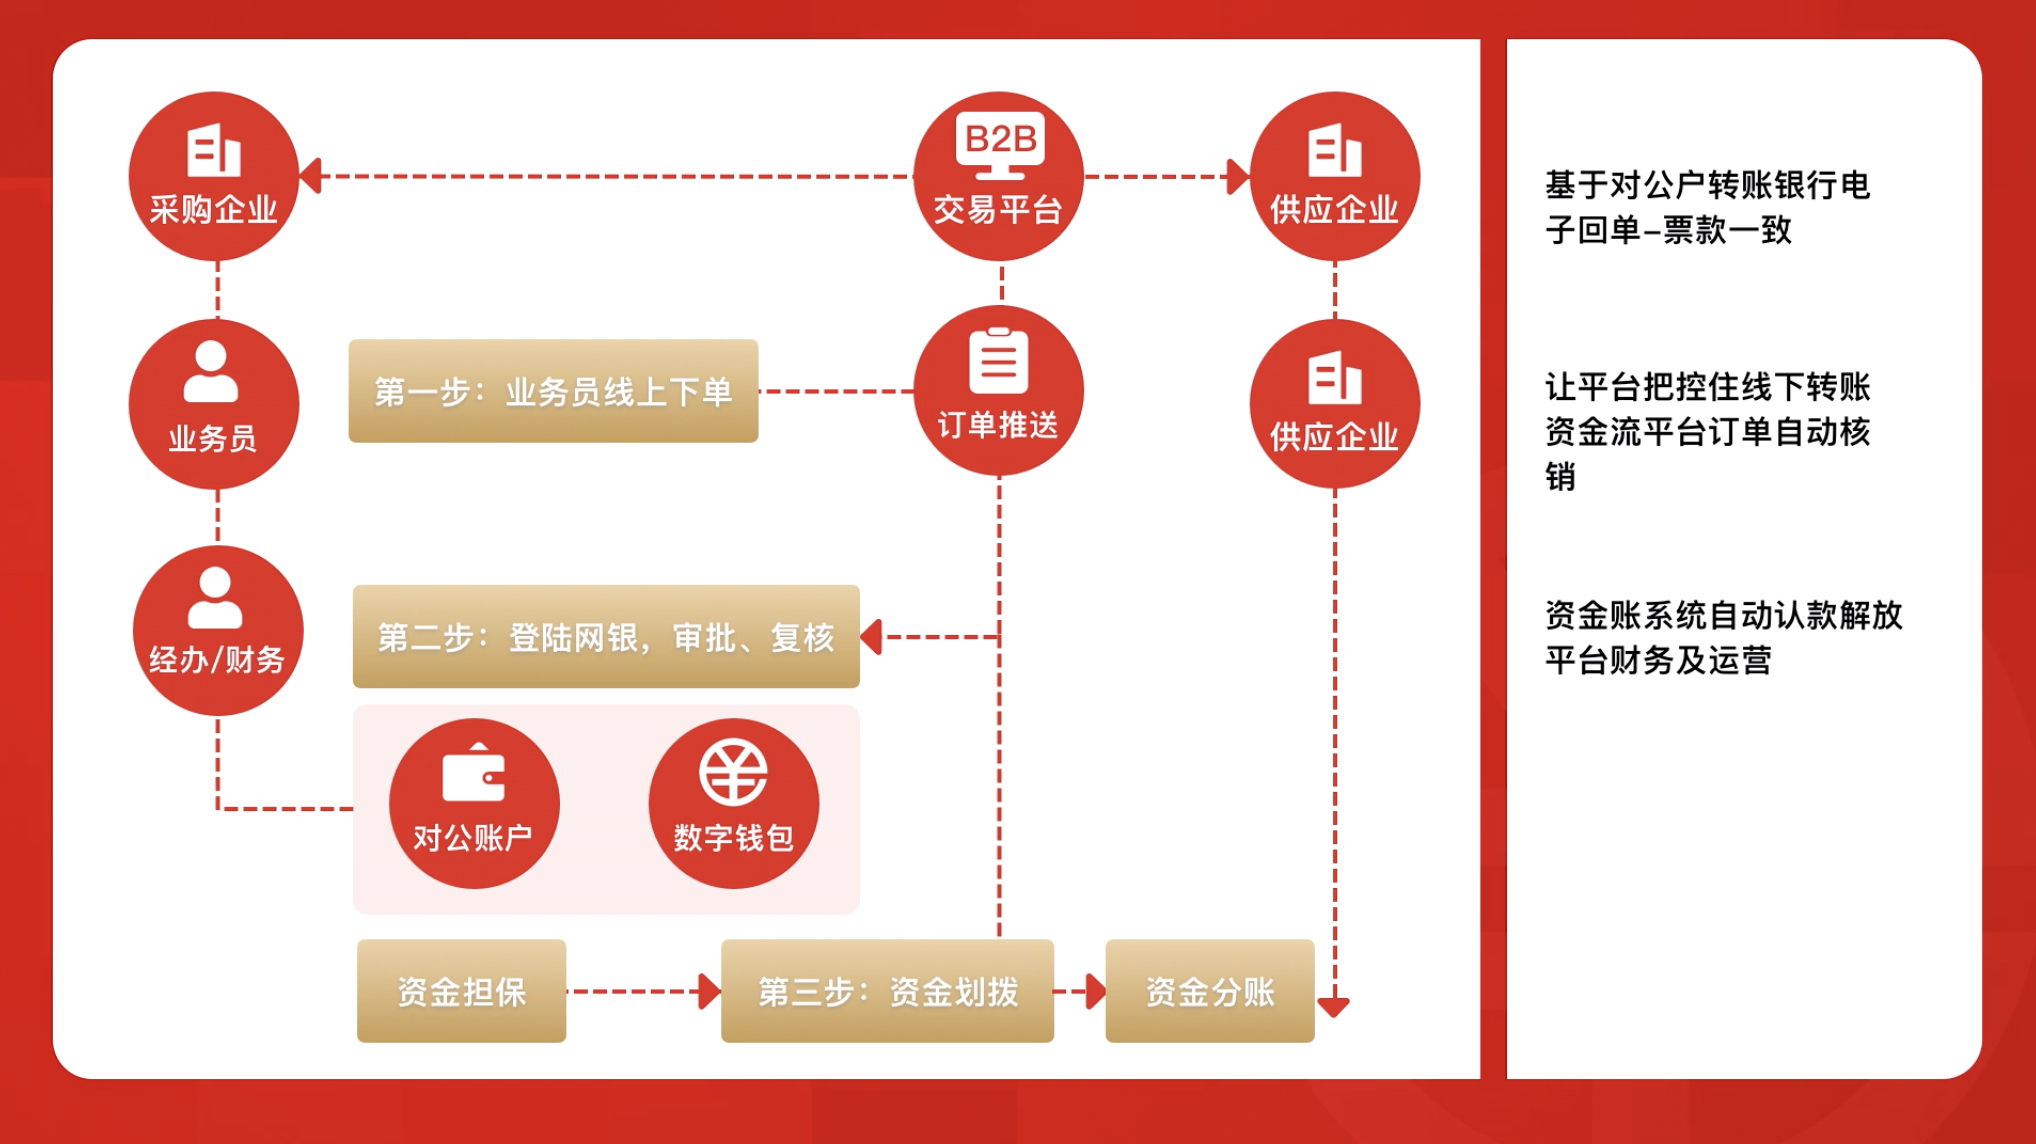 B2B
采购企业
交易平台
供应企业
业务员
第一步：业务员线上下单
订单推送
供应企业
经办/财务
第二步：登陆网银，审批、复核
对公账户
数字钱包
资金担保
第三步：资金划拨
资金分账
基于对公户转账银行电
子回单–票款一致
让平台把控住线下转账
资金流平台订单自动核
销
资金账系统自动认款解放
平台财务及运营